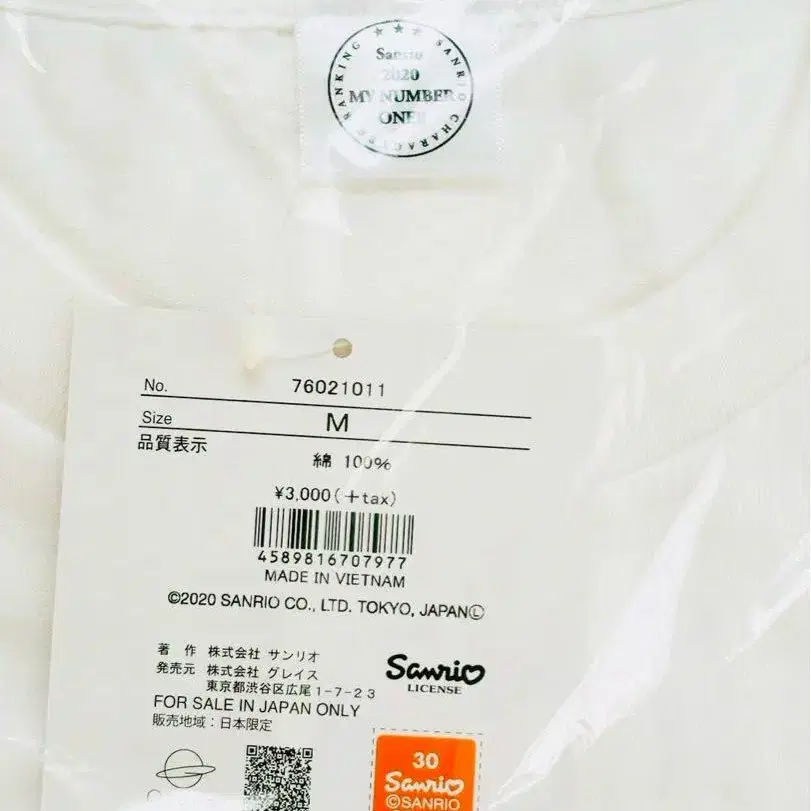 SANRIO CHARACTER RANKING
Sanrio
2020
MY NUMBER
ONE!!
No. 76021011
Size M
品質表示
綿 100%
¥3,000(+tax)
4589816707977
MADE IN VIETNAM
©2020 SANRIO CO., LTD. TOKYO, JAPANⓁ
著 作 株式会社 サンリオ
発売元 株式会社 グレイス
東京都渋谷区広尾1-7-23
Sanrio
LICENSE
FOR SALE IN JAPAN ONLY
販売地域：日本限定
30
Sanrio
©SANRIO